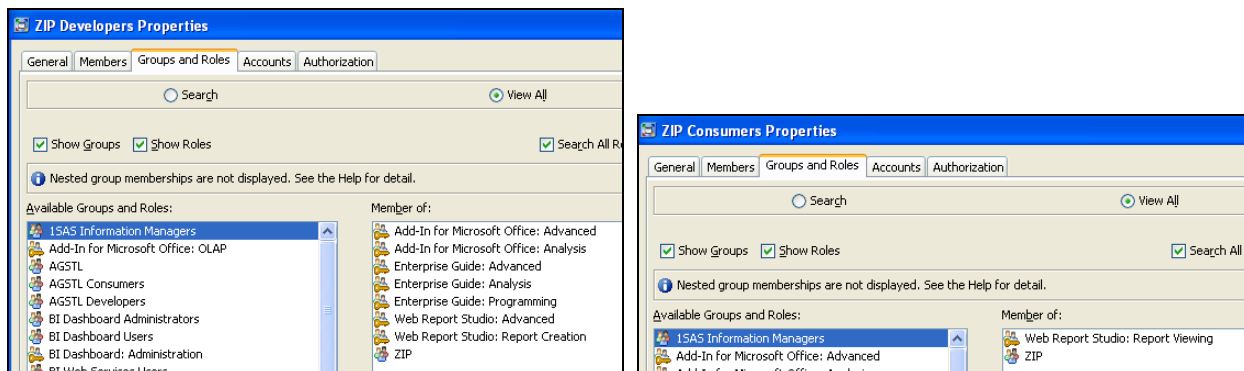 ZIP Developers Properties
General Members Groups and Roles Accounts Authorization
Search View All
Show Groups Show Roles Search All R
Nested group memberships are not displayed. See the Help for detail.
Available Groups and Roles: Member of:
1SAS Information Managers
Add-In for Microsoft Office: OLAP
AGSTL
AGSTL Consumers
AGSTL Developers
BI Dashboard Administrators
BI Dashboard Users
BI Dashboard: Administration
BI Web Services Users
Add-In for Microsoft Office: Advanced
Add-In for Microsoft Office: Analysis
Enterprise Guide: Advanced
Enterprise Guide: Analysis
Enterprise Guide: Programming
Web Report Studio: Advanced
Web Report Studio: Report Creation
ZIP
ZIP Consumers Properties
General Members Groups and Roles Accounts Authorization
Search View All
Show Groups Show Roles Search All
Nested group memberships are not displayed. See the Help for detail.
Available Groups and Roles: Member of:
1SAS Information Managers
Add-In for Microsoft Office: Advanced
Web Report Studio: Report Viewing
ZIP